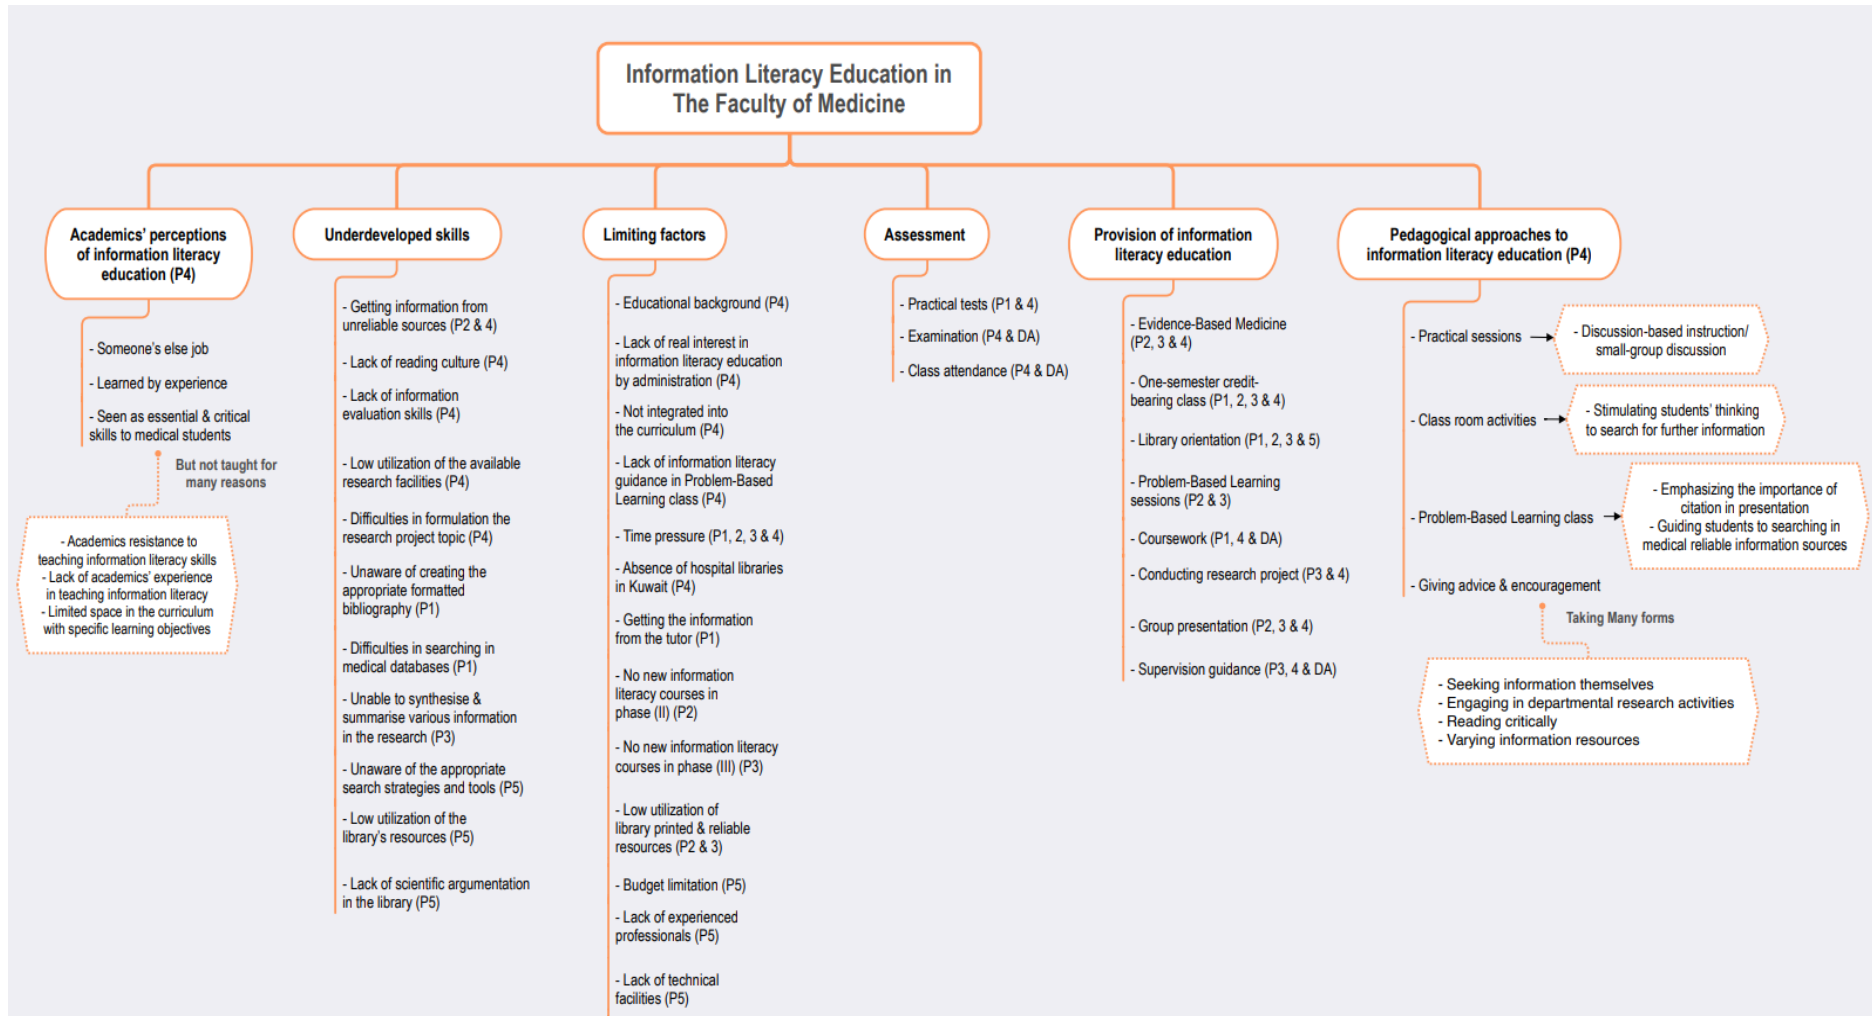 Information Literacy Education in
The Faculty of Medicine
Academics' perceptions
of information literacy
education (P4)
- Someone's else job
- Learned by experience
- Seen as essential & critical
skills to medical students
But not taught for
many reasons
- Academics resistance to
teaching information literacy skills
- Lack of academics' experience
in teaching information literacy
- Limited space in the curriculum
with specific learning objectives
Underdeveloped skills
- Getting information from
unreliable sources (P2 & 4)
- Lack of reading culture (P4)
- Lack of information
evaluation skills (P4)
- Low utilization of the available
research facilities (P4)
- Difficulties in formulation the
research project topic (P4)
- Unaware of creating the
appropriate formatted
bibliography (P1)
- Difficulties in searching in
medical databases (P1)
- Unable to synthesise &
summarise various information
in the research (P3)
- Unaware of the appropriate
search strategies and tools (P5)
- Low utilization of the
library's resources (P5)
- Lack of scientific argumentation
in the library (P5)
Limiting factors
- Educational background (P4)
- Lack of real interest in
information literacy education
by administration (P4)
- Not integrated into
the curriculum (P4)
- Lack of information literacy
guidance in Problem-Based
Learning class (P4)
- Time pressure (P1, 2, 3 & 4)
- Absence of hospital libraries
in Kuwait (P4)
- Getting the information
from the tutor (P1)
- No new information
literacy courses in
phase (II) (P2)
- No new information literacy
courses in phase (III) (P3)
- Low utilization of
library printed & reliable
resources (P2 & 3)
- Budget limitation (P5)
- Lack of experienced
professionals (P5)
- Lack of technical
facilities (P5)
Assessment
- Practical tests (P1 & 4)
- Examination (P4 & DA)
- Class attendance (P4 & DA)
Provision of information
literacy education
- Evidence-Based Medicine
(P2, 3 & 4)
- One-semester credit-
bearing class (P1, 2, 3 & 4)
- Library orientation (P1, 2, 3 & 5)
- Problem-Based Learning
sessions (P2 & 3)
- Coursework (P1, 4 & DA)
- Conducting research project (P3 & 4)
- Group presentation (P2, 3 & 4)
- Supervision guidance (P3, 4 & DA)
Pedagogical approaches to
information literacy education (P4)
- Practical sessions
- Discussion-based instruction/
small-group discussion
- Class room activities
- Stimulating students' thinking
to search for further information
- Problem-Based Learning class
- Emphasizing the importance of
citation in presentation
- Guiding students to searching in
medical reliable information sources
- Giving advice & encouragement
Taking Many forms
- Seeking information themselves
- Engaging in departmental research activities
- Reading critically
- Varying information resources